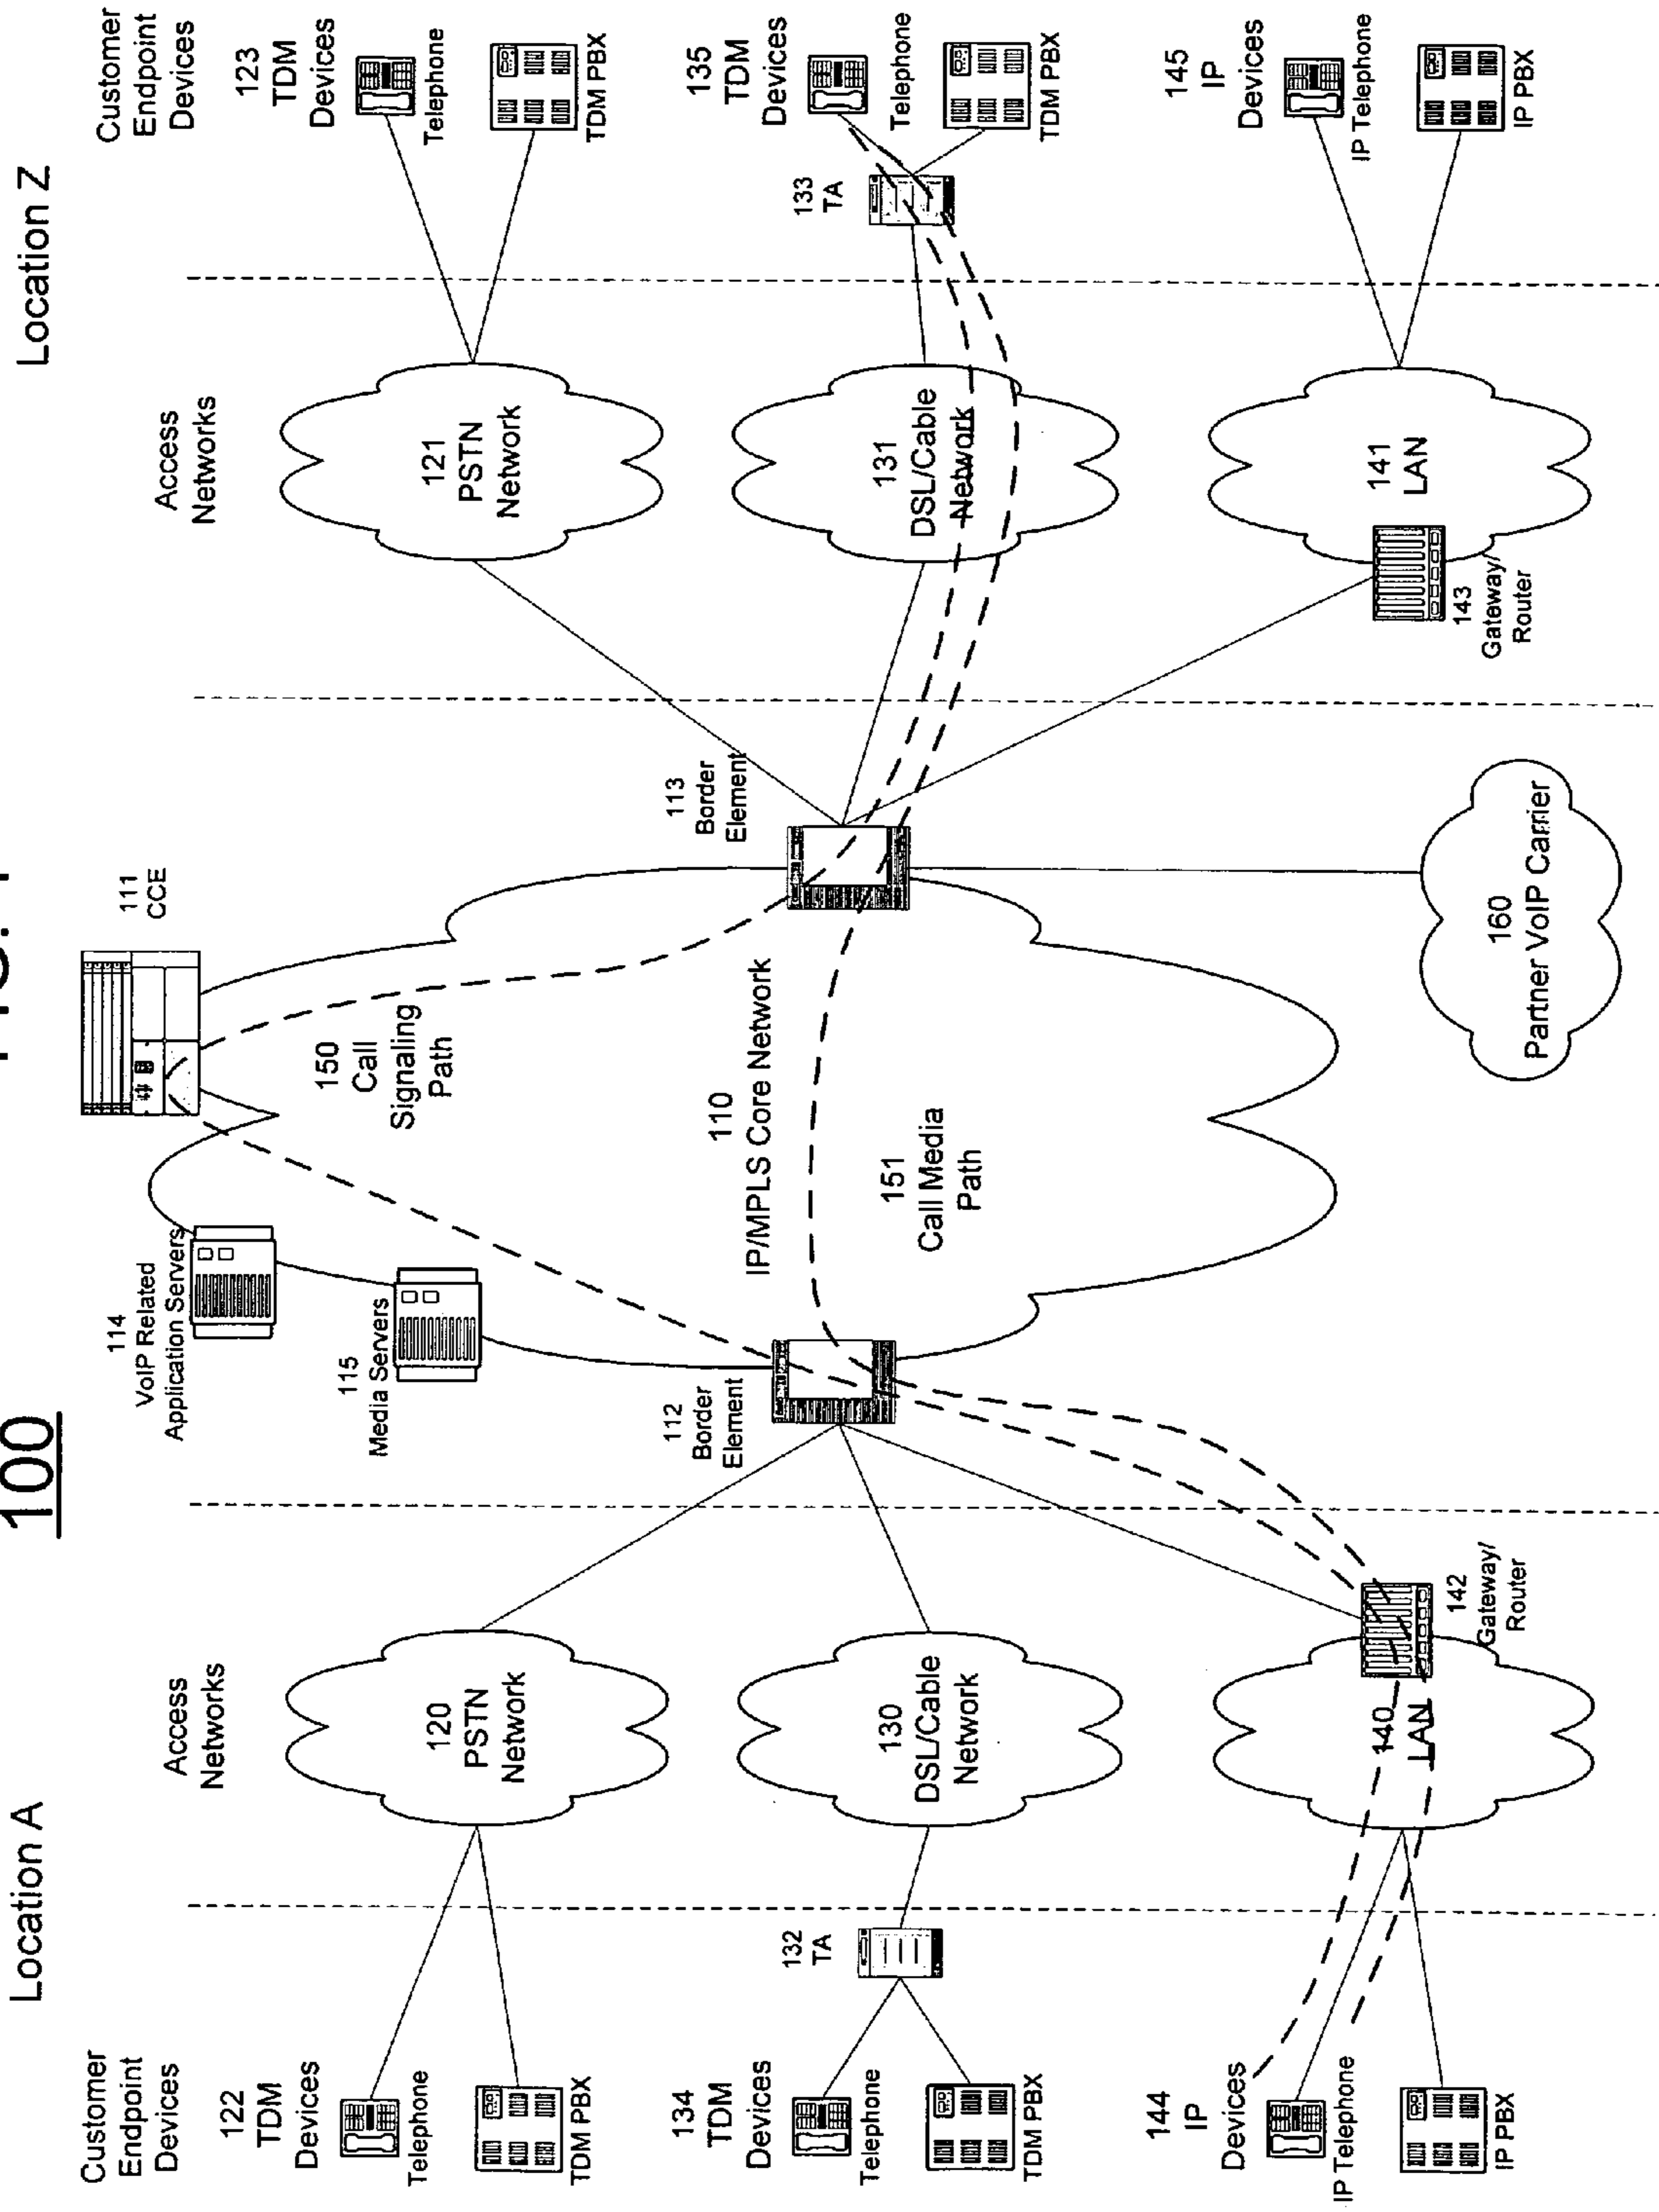 100
Location A
Location Z
Customer
Endpoint
Devices
Access
Networks
114
VoIP Related
Application Servers
111
CCE
Access
Networks
Customer
Endpoint
Devices
122
TDM
Devices
Telephone
TDM PBX
120
PSTN
Network
115
Media Servers
150
Call
Signaling
Path
121
PSTN
Network
123
TDM
Devices
Telephone
TDM PBX
134
TDM
Devices
Telephone
TDM PBX
132
TA
130
DSL/Cable
Network
112
Border
Element
110
IP/MPLS Core Network
151
Call Media
Path
113
Border
Element
131
DSL/Cable
Network
133
TA
135
TDM
Devices
Telephone
TDM PBX
144
IP
Devices
IP Telephone
IP PBX
140
LAN
142
Gateway/
Router
160
Partner VoIP Carrier
143
Gateway/
Router
141
LAN
145
IP
Devices
IP Telephone
IP PBX